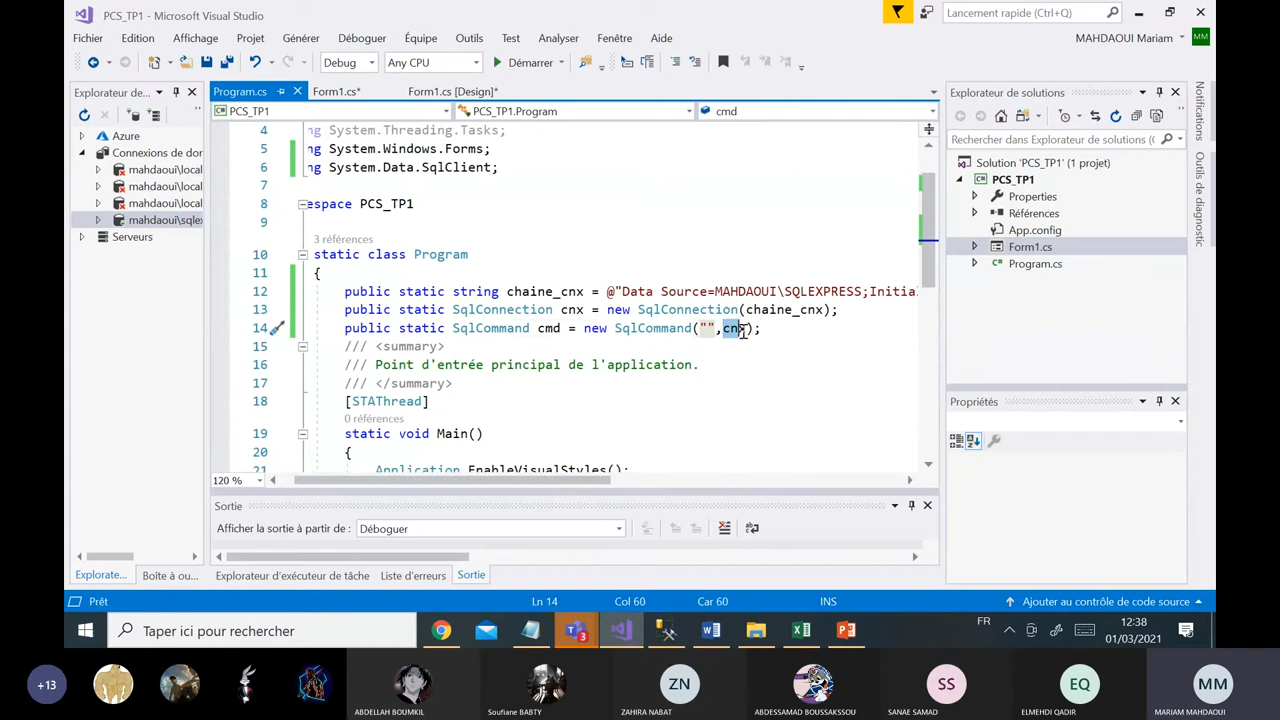 PCS_TP1 - Microsoft Visual Studio
Lancement rapide (Ctrl+Q)
Fichier Edition Affichage Projet Générer Déboguer Équipe Outils Test Analyser Fenêtre Aide
MAHDAOUI Mariam MM
Debug Any CPU Démarrer
Explorateur de...
Azure
Connexions de dor
mahdaoui\local
mahdaoui\local
mahdaoui\local
mahdaoui\sqlex
Serveurs
Program.cs Form1.cs* Form1.cs [Design]*
PCS_TP1 PCS_TP1.Program cmd
4 ng System.Threading.Tasks;
5 ng System.Windows.Forms;
6 ng System.Data.SqlClient;
7
8 espace PCS_TP1
9
3 références
10 static class Program
11 {
12 public static string chaine_cnx = @"Data Source=MAHDAOUI\SQLEXPRESS;Initia
13 public static SqlConnection cnx = new SqlConnection(chaine_cnx);
14 public static SqlCommand cmd = new SqlCommand("",cnx);
15 /// <summary>
16 /// Point d'entrée principal de l'application.
17 /// </summary>
18 [STAThread]
0 références
19 static void Main()
20 {
21 Application.EnableVisualStyles();
120 %
Sortie
Afficher la sortie à partir de : Déboguer
Explorate... Boîte à ou... Explorateur d'exécuteur de tâche Liste d'erreurs Sortie
Explorateur de solutions
Rechercher dans Explorateur de solutions (Ctrl
Solution 'PCS_TP1' (1 projet)
PCS_TP1
Properties
Références
App.config
Form1.cs
Program.cs
Propriétés
Notifications
Outils de diagnostic
Prêt Ln 14 Col 60 Car 60 INS Ajouter au contrôle de code source
Taper ici pour rechercher
3
FR
12:38
01/03/2021
+13
ZN
SS
EQ
MM
ABDELLAH BOUMKIL
Soufiane BABTY
ZAHIRA NABAT
ABDESSAMAD BOUSSAKSSOU
SANAE SAMAD
ELMEHDI QADIR
MARIAM MAHDAOUI